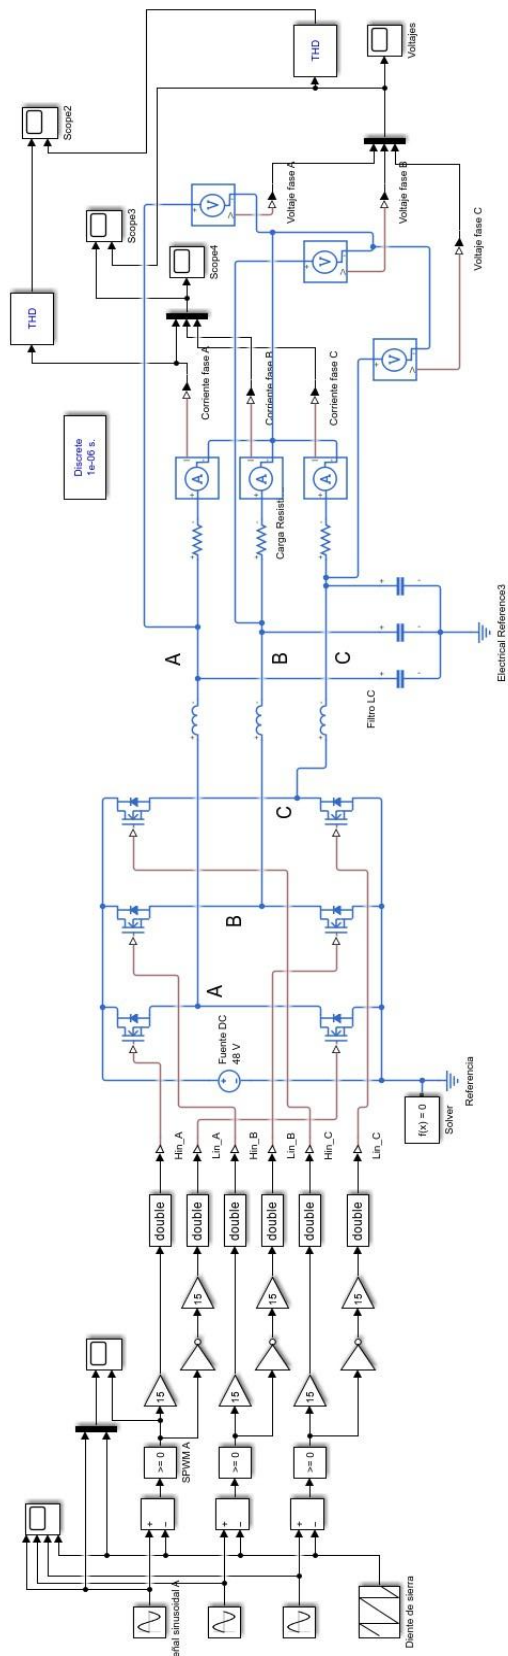 THD
Voltajes
Scope2
Voltaje fase A
Voltaje fase B
Voltaje fase C
Scope3
Scope4
THD
Corriente fase A
Corriente fase B
Corriente fase C
V
V
V
Discrete
1e-06 s.
A
A
A
Carga Resist
A
B
C
Filtro LC
Electrical Reference3
C
B
A
Fuente DC
48 V
f(x) = 0
Solver
Referencia
Hin_A
Lin_A
Hin_B
Lin_B
Hin_C
Lin_C
double
double
double
double
double
double
15
15
15
15
15
15
>= 0
>= 0
>= 0
SPWM A
eñal sinusoidal A
Diente de sierra